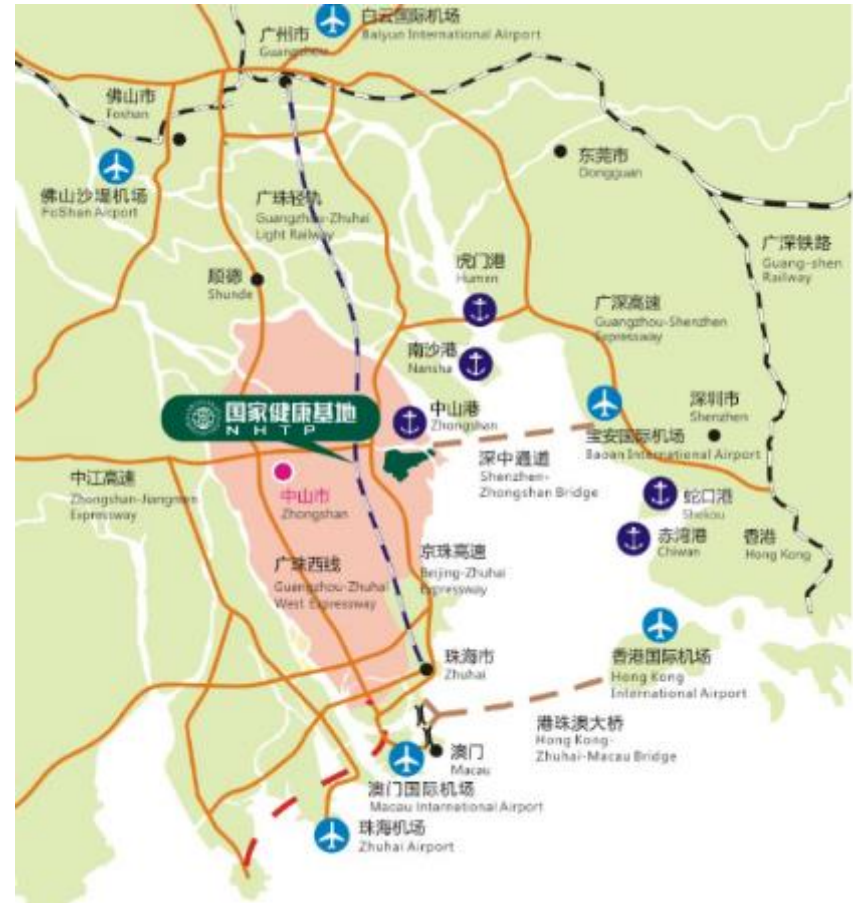 白云国际机场
Baiyun International Airport
广州市
Guangzhou
佛山市
Foshan
东莞市
Dongguan
佛山沙堤机场
FoShan Airport
广珠轻轨
Guangzhou-Zhuhai
Light Railway
广深铁路
Guang-shen
Railway
虎门港
Humen
顺德
Shunde
广深高速
Guangzhou-Shenzhen
Expressway
南沙港
Nansha
深圳市
Shenzhen
国家健康基地
NHTP
中山港
Zhongshan
宝安国际机场
Baoan International Airport
深中通道
Shenzhen-
Zhongshan Bridge
中江高速
Zhongshan-Jiangmen
Expressway
中山市
Zhongshan
蛇口港
Shekou
赤湾港
Chiwan
香港
Hong Kong
京珠高速
Beijing-Zhuhai
Expressway
广珠西线
Guangzhou-Zhuhai
West Expressway
珠海市
Zhuhai
香港国际机场
Hong Kong
International Airport
港珠澳大桥
Hong Kong-
Zhuhai-Macau Bridge
澳门
Macau
澳门国际机场
Macau International Airport
珠海机场
Zhuhai Airport